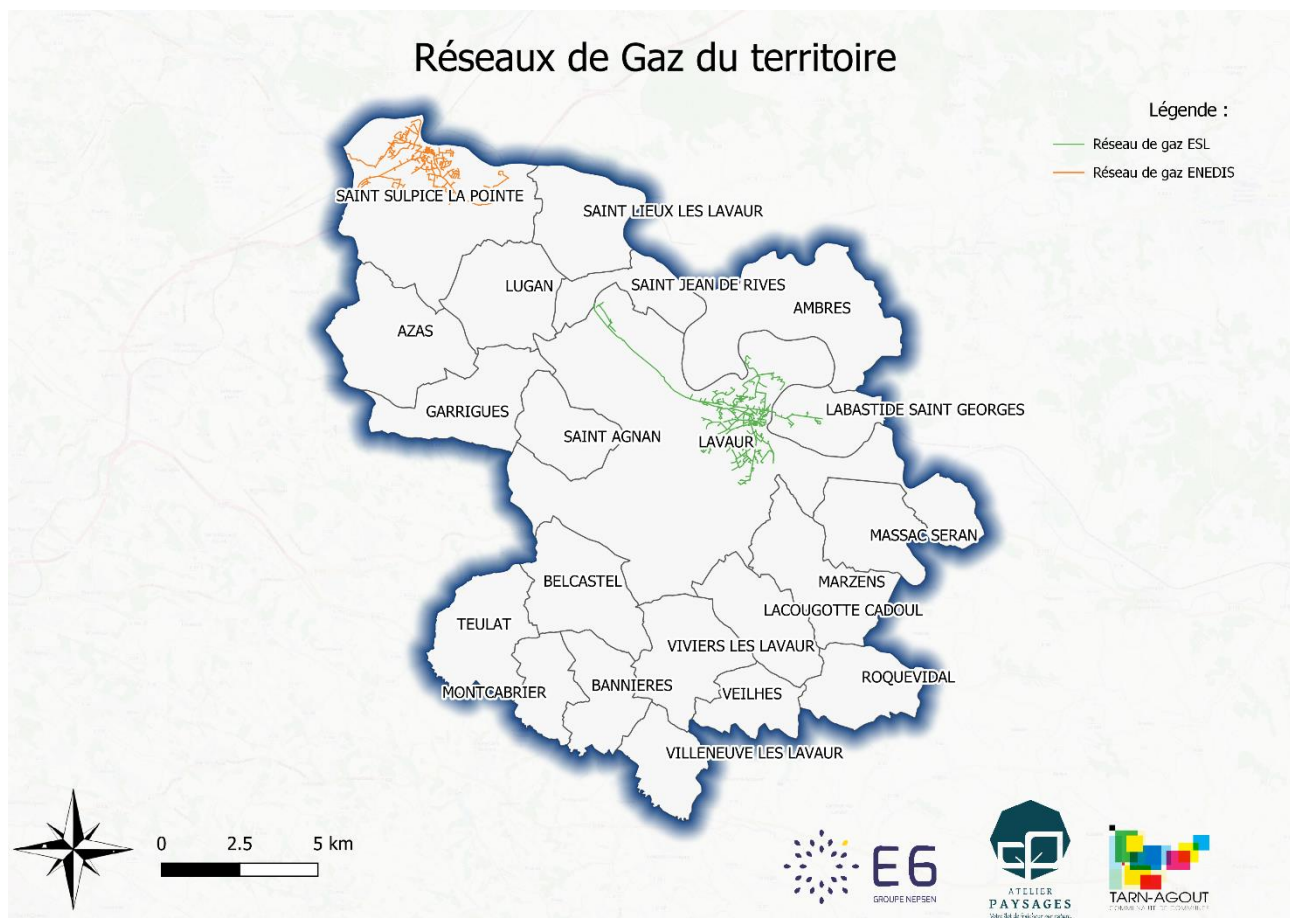 Réseaux de Gaz du territoire
Légende :
Réseau de gaz ESL
Réseau de gaz ENEDIS
SAINT SULPICE LA POINTE
SAINT LIEUX LES LAVAUR
LUGAN
SAINT JEAN DE RIVES
AMBRES
AZAS
GARRIGUES
LABASTIDE SAINT GEORGES
SAINT AGNAN
LAVAUR
MASSAC SERAN
BELCASTEL
MARZENS
LACOUGOTTE CADOUL
TEULAT
VIVIERS LES LAVAUR
ROQUEVIDAL
MONTCABRIER
BANNIERES
VEILHES
VILLENEUVE LES LAVAUR
0 2.5 5 km
E6
GROUPE NEPSEN
ATELIER
PAYSAGES
TARN-AGOUT
COMMUNAUTÉ DE COMMUNES